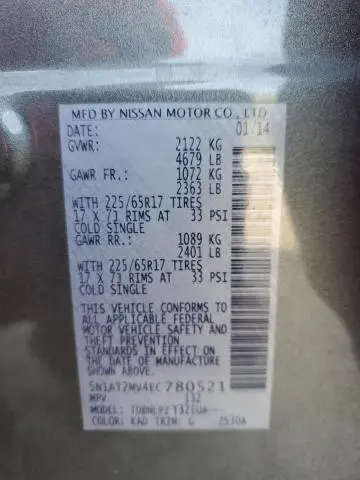 MFD BY NISSAN MOTOR CO., LTD
DATE: 01/14
GVWR: 2122 KG
4679 LB
GAWR FR.: 1072 KG
2363 LB
WITH 225/65R17 TIRES
17 X 7J RIMS AT 33 PSI
COLD SINGLE
GAWR RR.: 1089 KG
2401 LB
WITH 225/65R17 TIRES
17 X 7J RIMS AT 33 PSI
COLD SINGLE
THIS VEHICLE CONFORMS TO
ALL APPLICABLE FEDERAL
MOTOR VEHICLE SAFETY AND
THEFT PREVENTION
STANDARDS IN EFFECT ON
THE DATE OF MANUFACTURE
SHOWN ABOVE.
5N1AT2MV4EC780521
MPV 132
MODEL:
COLOR: KAD TRIM: G 2530A